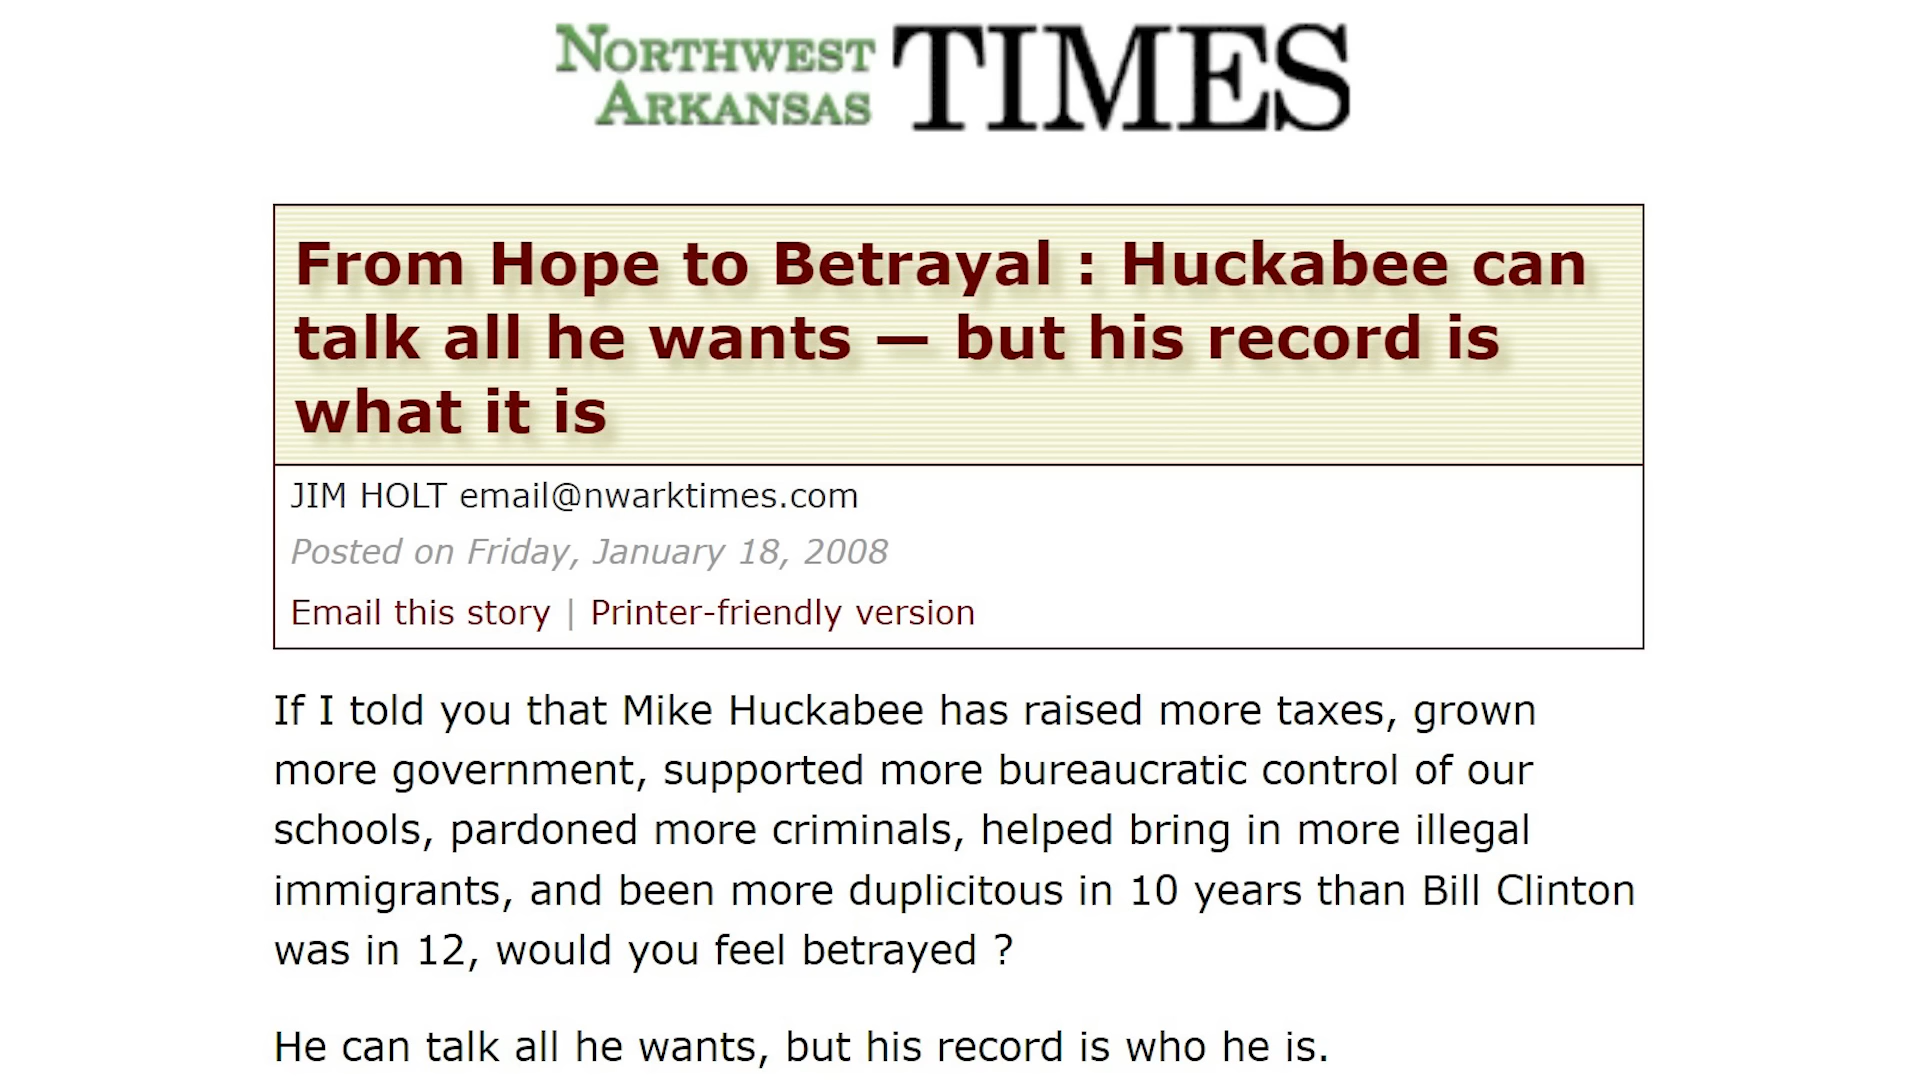 NORTHWEST
ARKANSAS
TIMES
From Hope to Betrayal : Huckabee can
talk all he wants — but his record is
what it is
JIM HOLT email@nwarktimes.com
Posted on Friday, January 18, 2008
Email this story | Printer-friendly version
If I told you that Mike Huckabee has raised more taxes, grown
more government, supported more bureaucratic control of our
schools, pardoned more criminals, helped bring in more illegal
immigrants, and been more duplicitous in 10 years than Bill Clinton
was in 12, would you feel betrayed ?
He can talk all he wants, but his record is who he is.